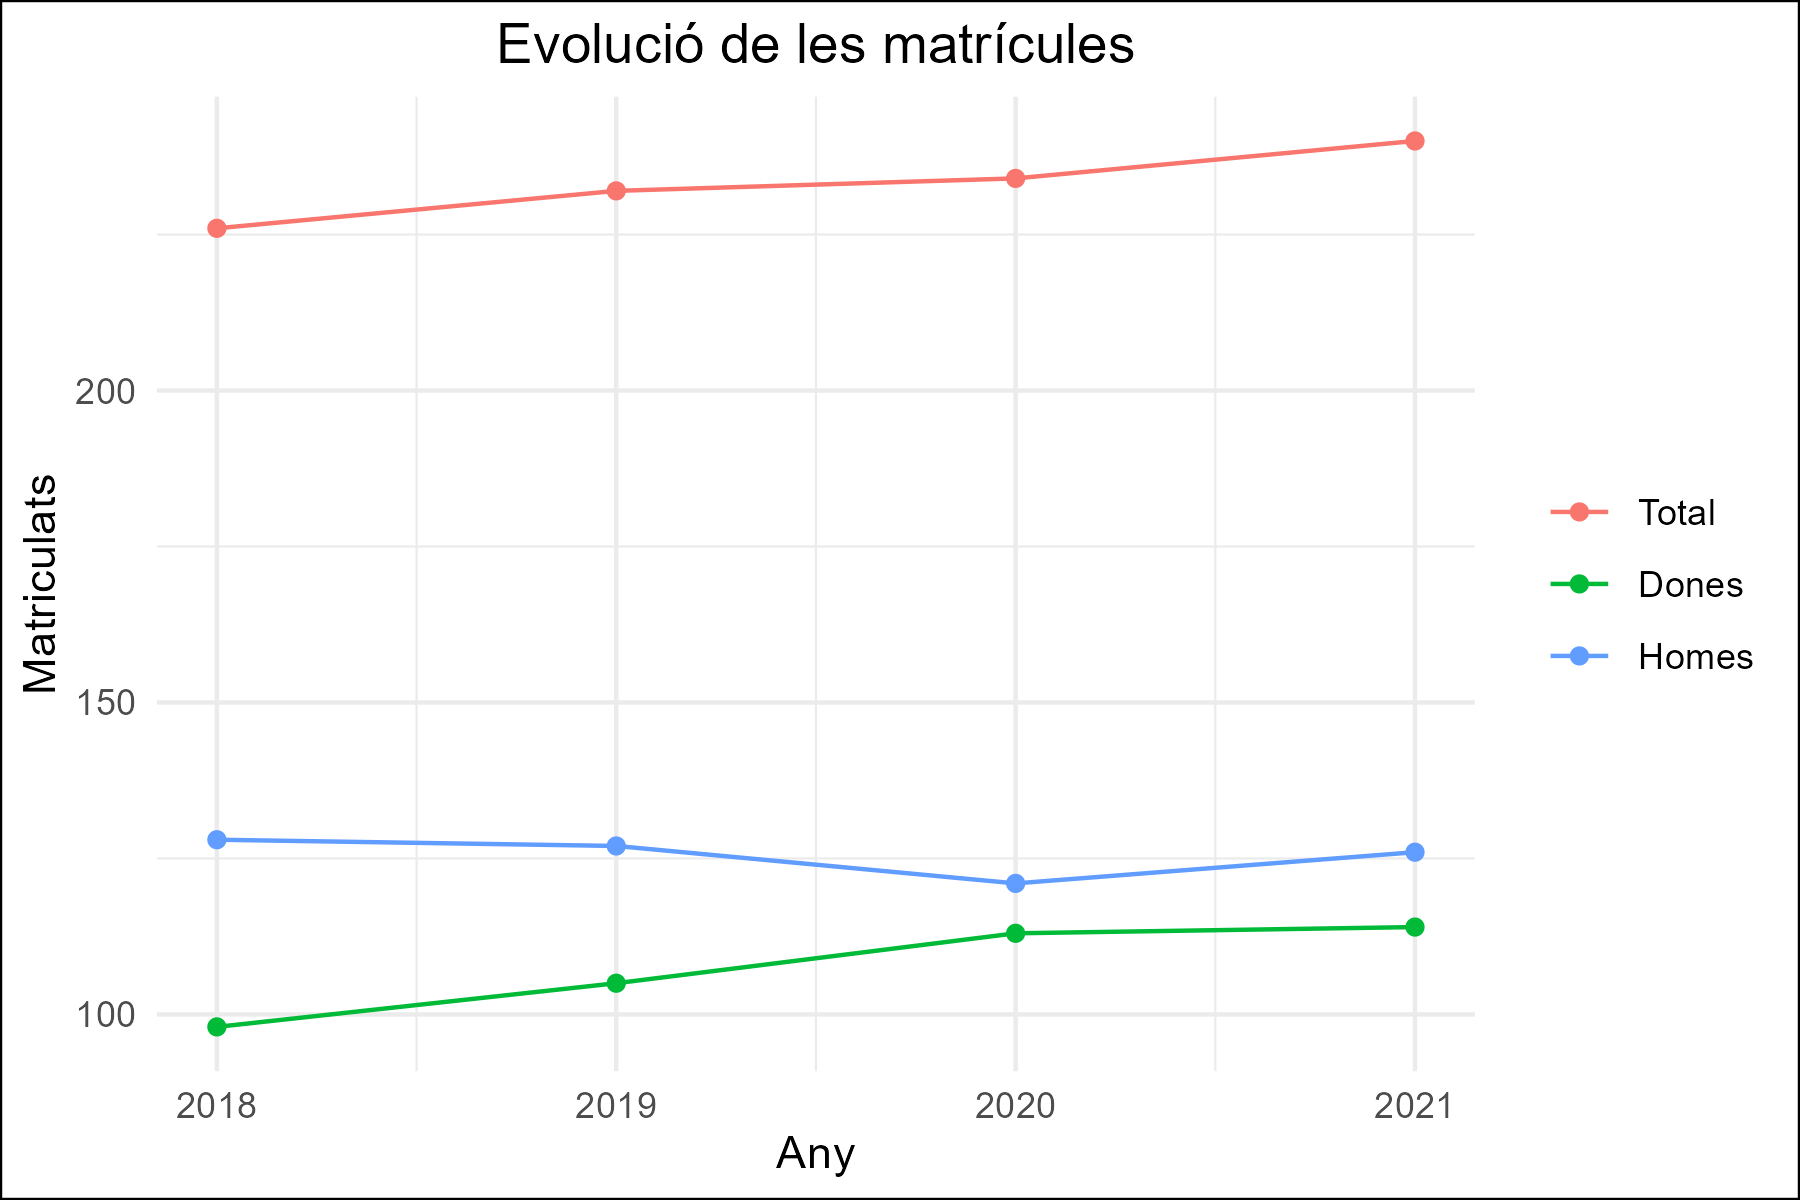 Evolució de les matrícules
Matriculats
200
150
100
2018
2019
2020
2021
Any
Total
Dones
Homes